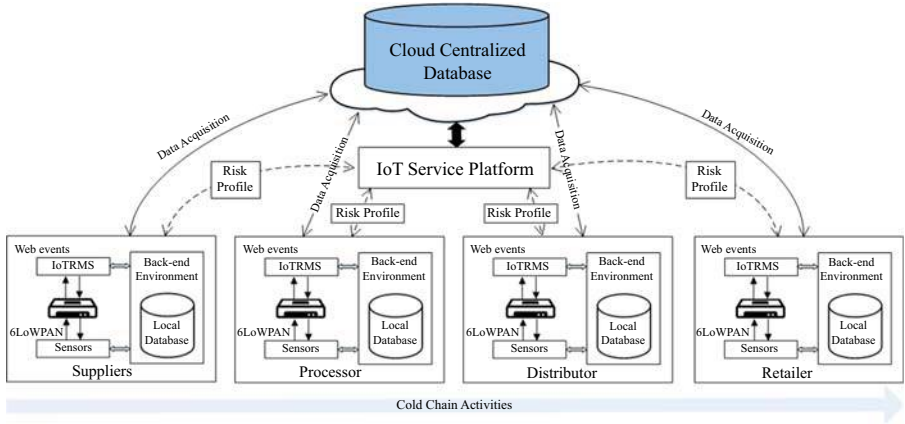 Cloud Centralized
Database
Data Acquisition
Data Acquisition
Data Acquisition
Data Acquisition
IoT Service Platform
Risk
Profile
Risk Profile
Risk Profile
Risk
Profile
Web events
IoTRMS
Back-end
Environment
6LoWPAN
Local
Database
Sensors
Suppliers
Web events
IoTRMS
Back-end
Environment
6LoWPAN
Local
Database
Sensors
Processor
Web events
IoTRMS
Back-end
Environment
6LoWPAN
Local
Database
Sensors
Distributor
Web events
IoTRMS
Back-end
Environment
6LoWPAN
Local
Database
Sensors
Retailer
Cold Chain Activities